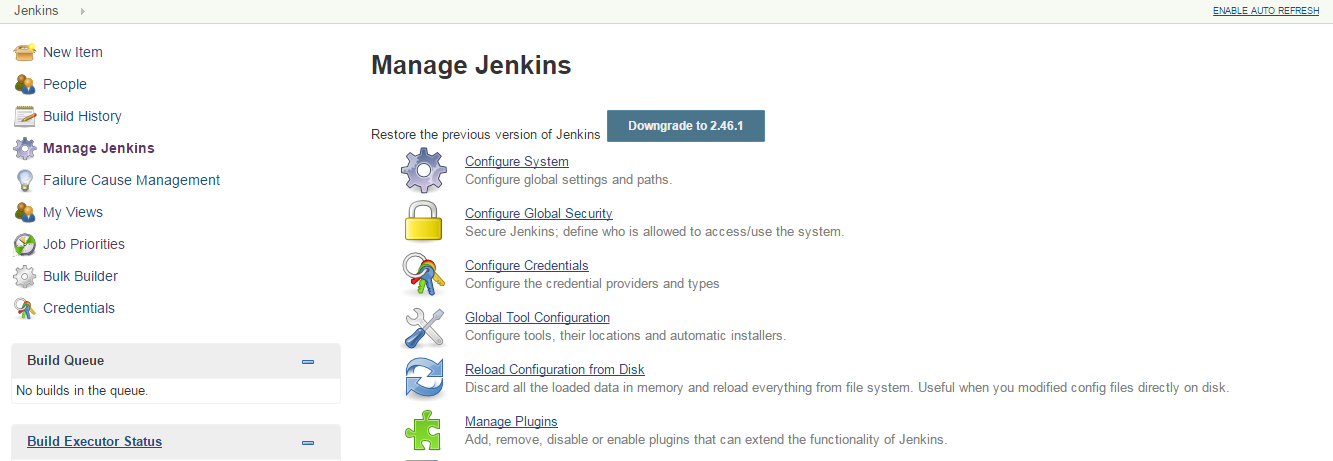 Jenkins
ENABLE AUTO REFRESH
New Item
People
Build History
Manage Jenkins
Failure Cause Management
My Views
Job Priorities
Bulk Builder
Credentials
Build Queue
No builds in the queue.
Build Executor Status
Manage Jenkins
Restore the previous version of Jenkins Downgrade to 2.46.1
Configure System
Configure global settings and paths.
Configure Global Security
Secure Jenkins; define who is allowed to access/use the system.
Configure Credentials
Configure the credential providers and types
Global Tool Configuration
Configure tools, their locations and automatic installers.
Reload Configuration from Disk
Discard all the loaded data in memory and reload everything from file system. Useful when you modified config files directly on disk.
Manage Plugins
Add, remove, disable or enable plugins that can extend the functionality of Jenkins.